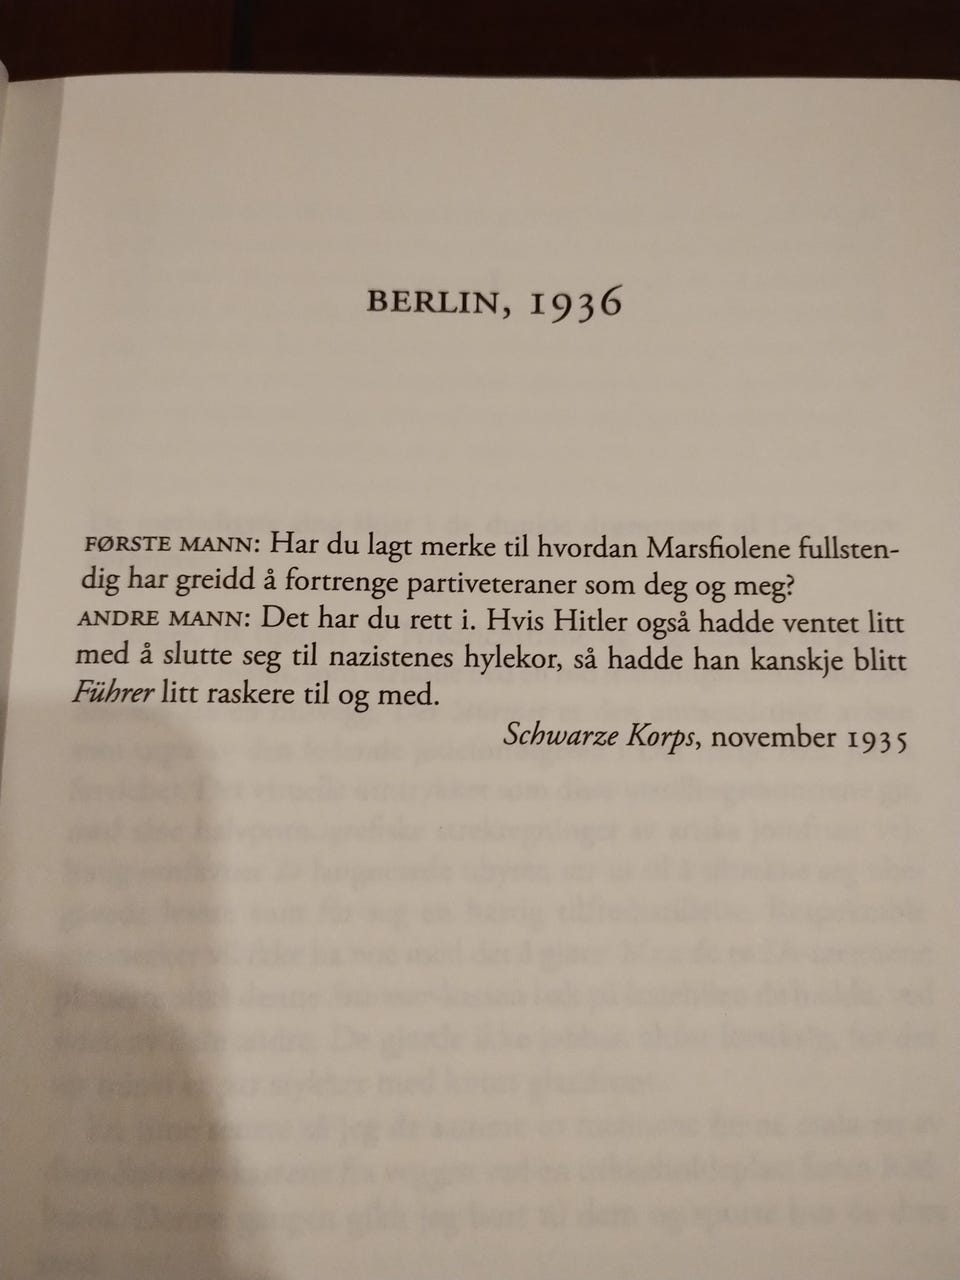 BERLIN, 1936
FØRSTE MANN: Har du lagt merke til hvordan Marsfiolene fullsten-
dig har greidd å fortrenge partiveteraner som deg og meg?
ANDRE MANN: Det har du rett i. Hvis Hitler også hadde ventet litt
med å slutte seg til nazistenes hylekor, så hadde han kanskje blitt
Führer litt raskere til og med.
Schwarze Korps, november 1935